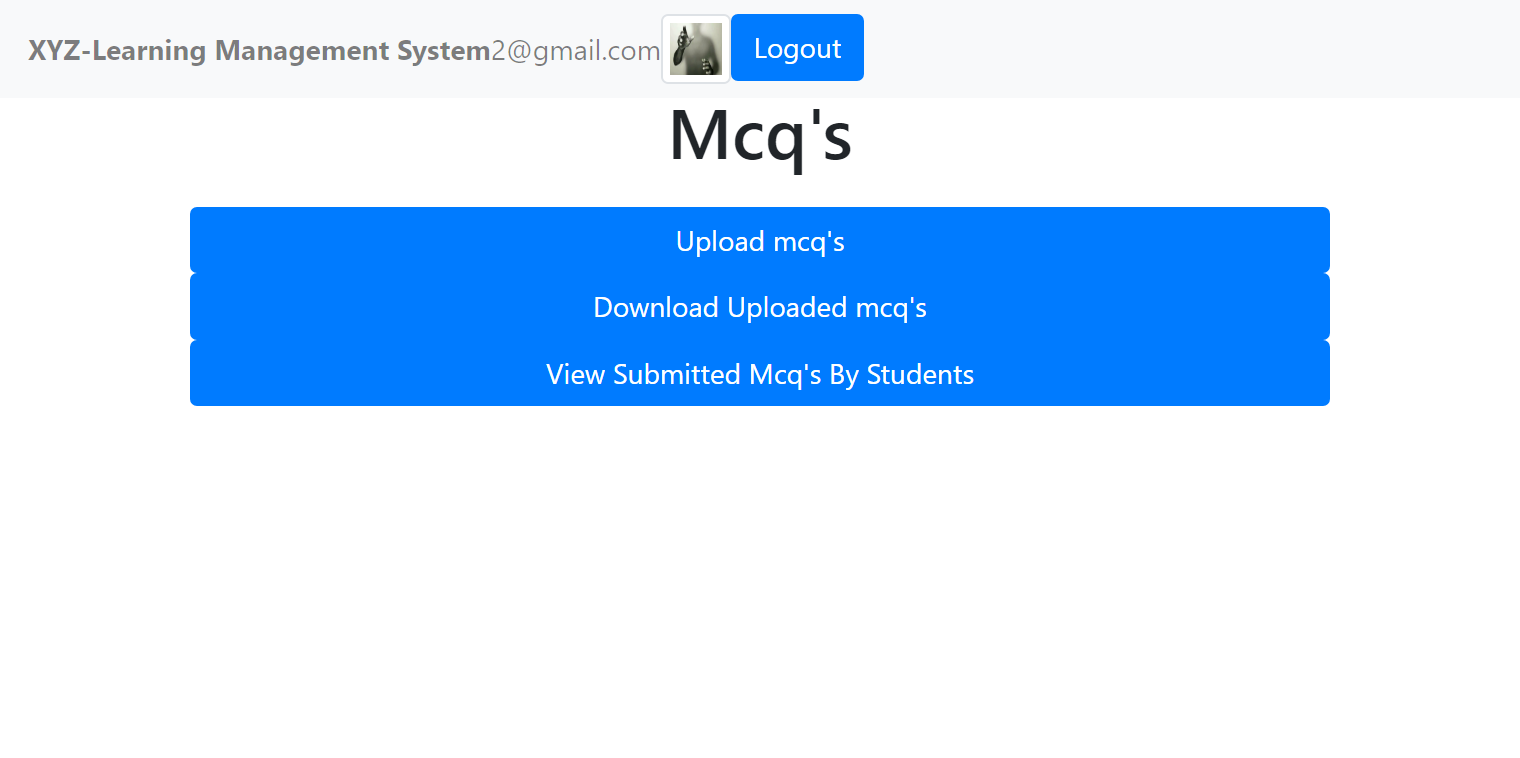 XYZ-Learning Management System2@gmail.com Logout
Mcq's
Upload mcq's
Download Uploaded mcq's
View Submitted Mcq's By Students